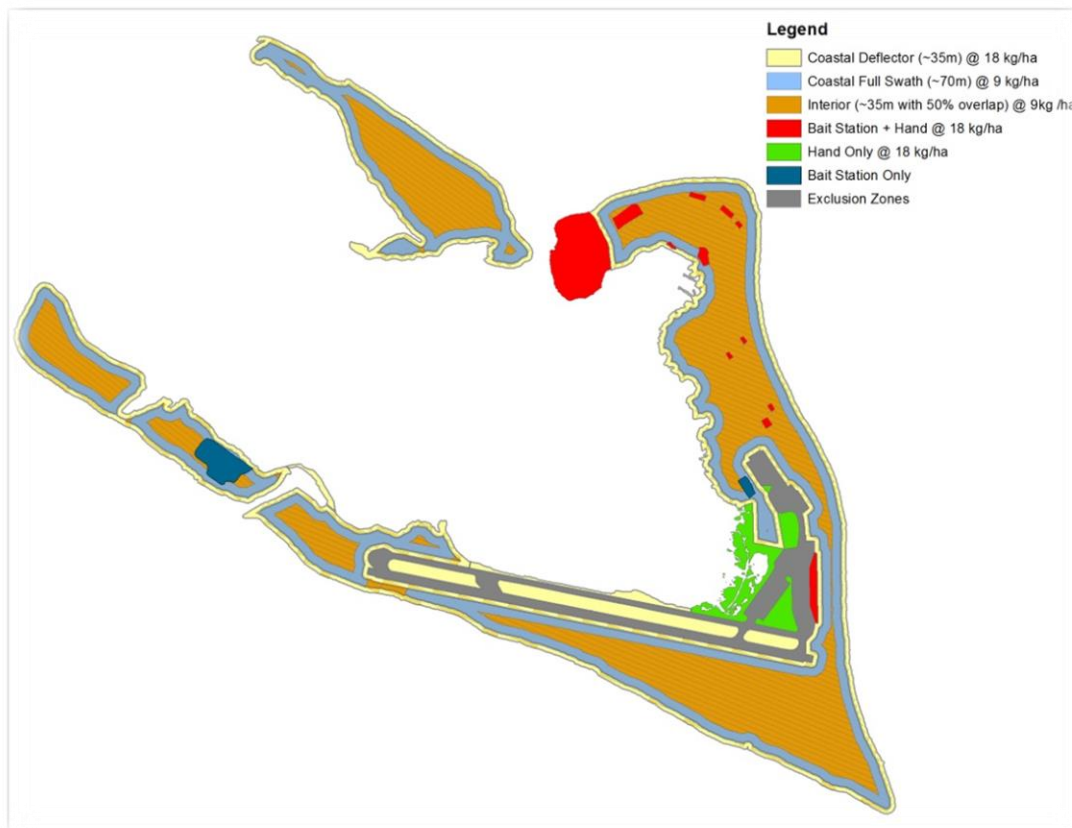 Legend
Coastal Deflector (~35m) @ 18 kg/ha
Coastal Full Swath (~70m) @ 9 kg/ha
Interior (~35m with 50% overlap) @ 9kg /ha
Bait Station + Hand @ 18 kg/ha
Hand Only @ 18 kg/ha
Bait Station Only
Exclusion Zones